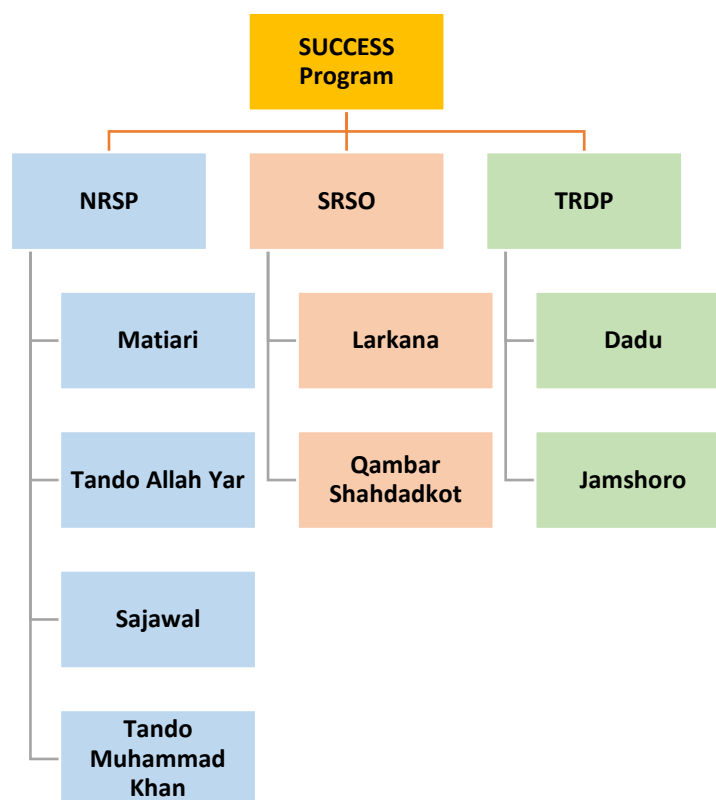 SUCCESS
Program
NRSP
SRSO
TRDP
Matiari
Larkana
Dadu
Tando Allah Yar
Qambar
Shahdadkot
Jamshoro
Sajawal
Tando
Muhammad
Khan